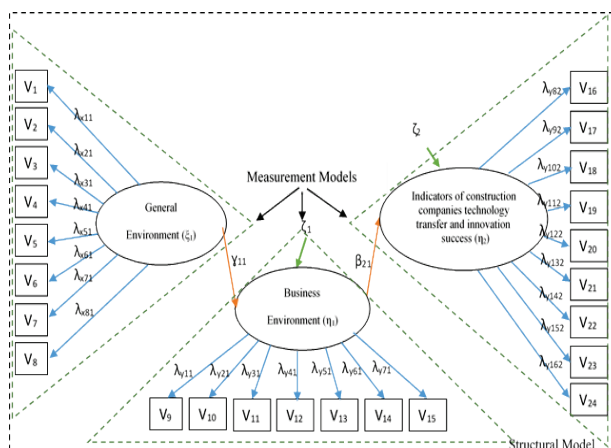 V1
V2
V3
V4
V5
V6
V7
V8
λx11
λx21
λx31
λx41
λx51
λx61
λx71
λx81
General
Environment (ξ1)
γ11
Measurement Models
ζ1
Business
Environment (η1)
β21
ζ2
Indicators of construction
companies technology
transfer and innovation
success (η2)
λy11
λy21
λy31
λy41
λy51
λy61
λy71
V9
V10
V11
V12
V13
V14
V15
λy82
λy92
λy102
λy112
λy122
λy132
λy142
λy152
λy162
V16
V17
V18
V19
V20
V21
V22
V23
V24
Structural Model